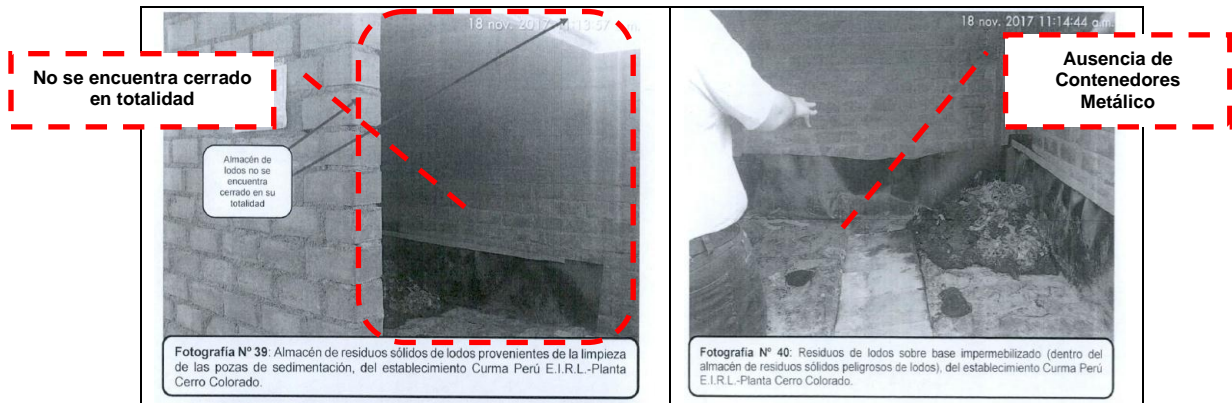 18 nov. 2017
No se encuentra cerrado
en totalidad
Almacén de
lodos no se
encuentra
cerrado en su
totalidad
Fotografía Nº 39: Almacén de residuos sólidos de lodos provenientes de la limpieza
de las pozas de sedimentación, del establecimiento Curma Perú E.I.R.L.-Planta
Cerro Colorado.
18 nov. 2017 11:14:44 a.m.
Ausencia de
Contenedores
Metálico
Fotografía Nº 40: Residuos de lodos sobre base impermebilizado (dentro del
almacén de residuos sólidos peligrosos de lodos), del establecimiento Curma Perú
E.I.R.L.-Planta Cerro Colorado.